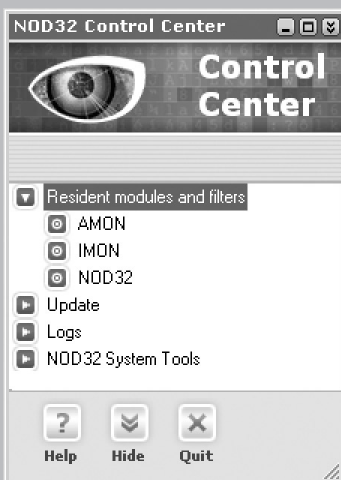 NOD32 Control Center
Control
Center
Resident modules and filters
AMON
IMON
NOD32
Update
Logs
NOD32 System Tools
?
Help Hide Quit